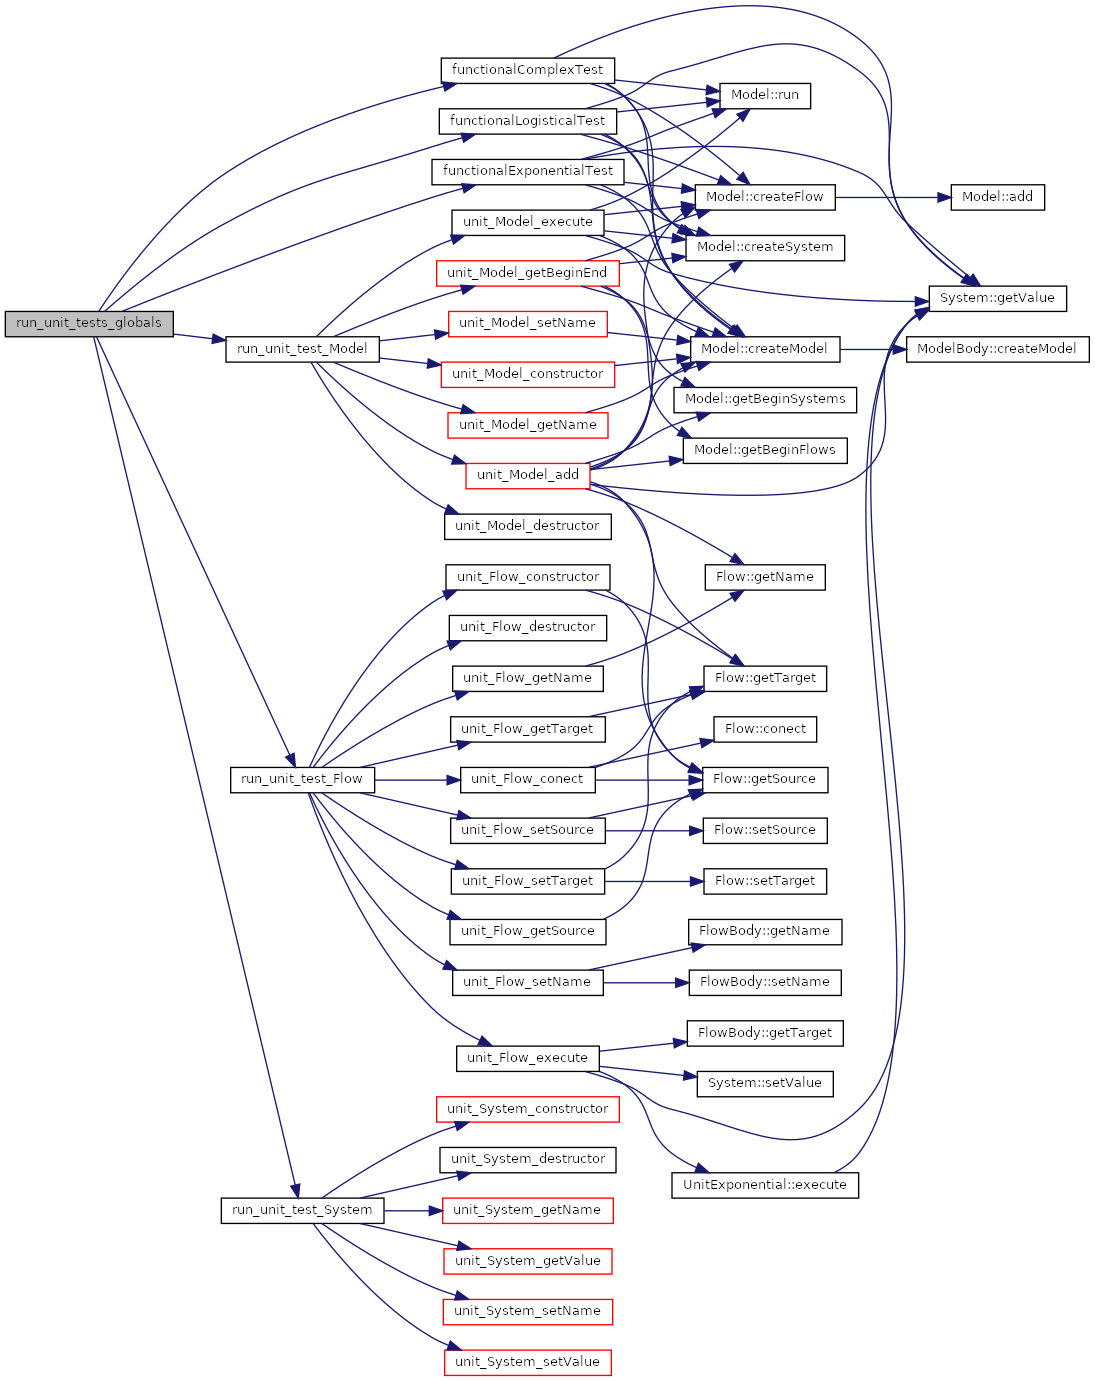 run_unit_tests_globals
functionalComplexTest
functionalLogisticalTest
functionalExponentialTest
run_unit_test_Model
unit_Model_execute
unit_Model_getBeginEnd
unit_Model_setName
unit_Model_constructor
unit_Model_getName
unit_Model_add
unit_Model_destructor
run_unit_test_Flow
unit_Flow_constructor
unit_Flow_destructor
unit_Flow_getName
unit_Flow_getTarget
unit_Flow_conect
unit_Flow_setSource
unit_Flow_setTarget
unit_Flow_getSource
unit_Flow_setName
unit_Flow_execute
run_unit_test_System
unit_System_constructor
unit_System_destructor
unit_System_getName
unit_System_getValue
unit_System_setName
unit_System_setValue
Model::run
Model::createFlow
Model::createSystem
Model::createModel
Model::getBeginSystems
Model::getBeginFlows
Flow::getName
Flow::getTarget
Flow::conect
Flow::getSource
Flow::setSource
Flow::setTarget
FlowBody::getName
FlowBody::setName
FlowBody::getTarget
System::setValue
UnitExponential::execute
Model::add
System::getValue
ModelBody::createModel